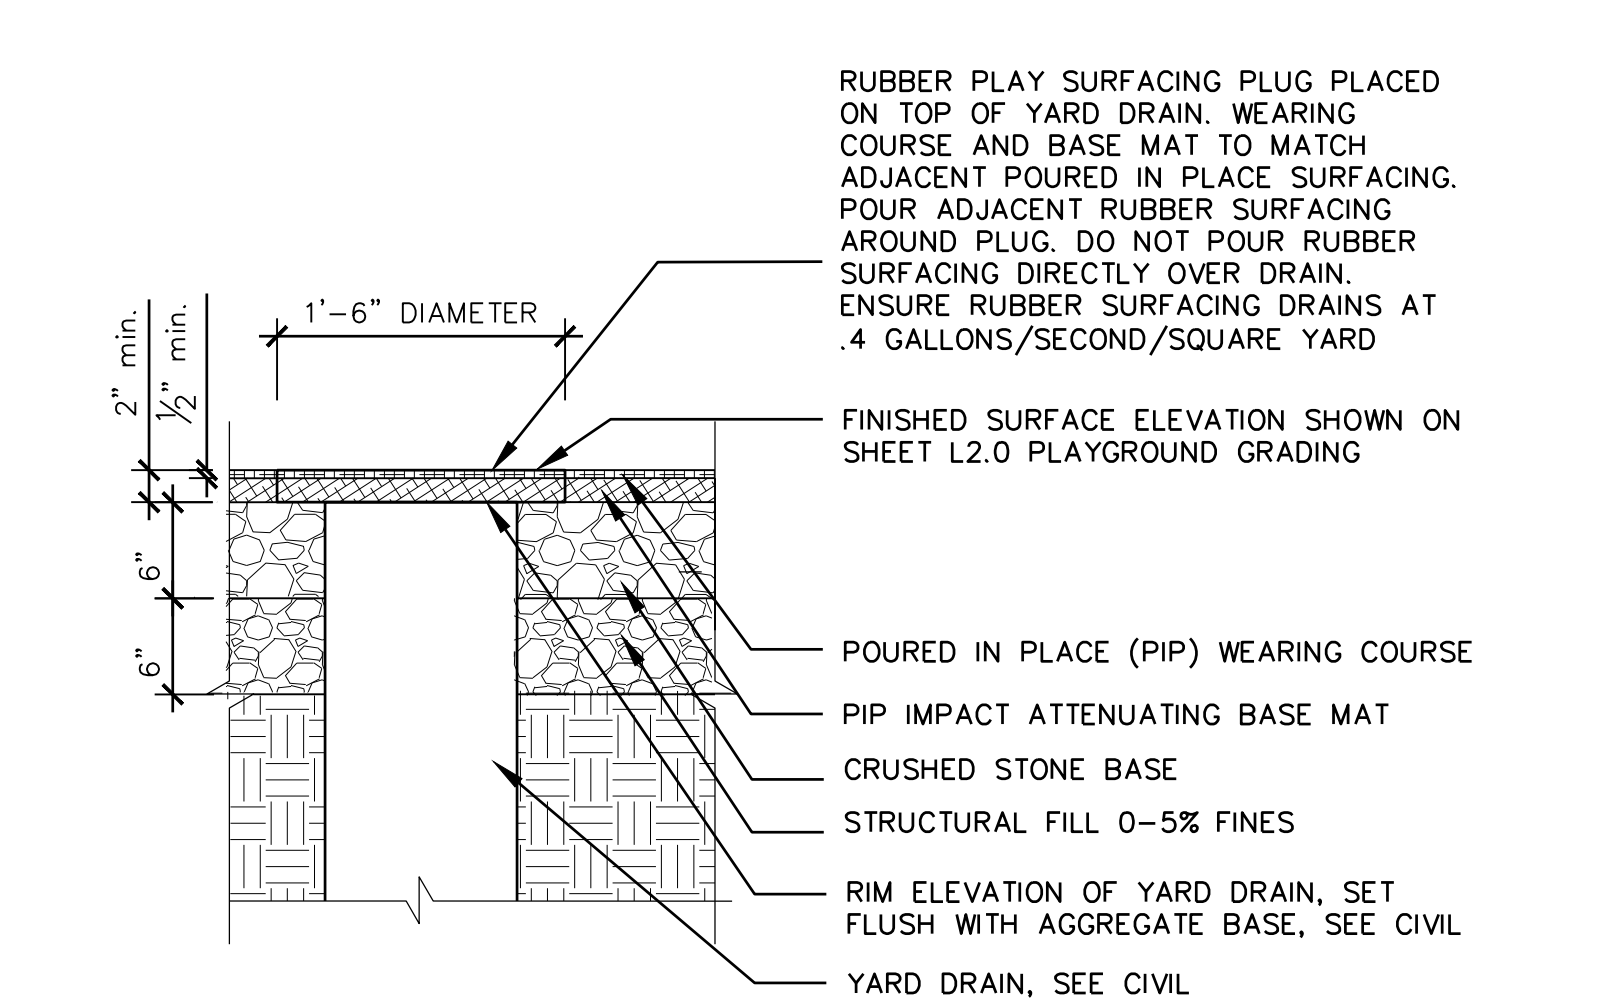 RUBBER PLAY SURFACING PLUG PLACED
ON TOP OF YARD DRAIN. WEARING
COURSE AND BASE MAT TO MATCH
ADJACENT POURED IN PLACE SURFACING.
POUR ADJACENT RUBBER SURFACING
AROUND PLUG. DO NOT POUR RUBBER
SURFACING DIRECTLY OVER DRAIN.
ENSURE RUBBER SURFACING DRAINS AT
.4 GALLONS/SECOND/SQUARE YARD
1'-6" DIAMETER
2" min.
½" min.
FINISHED SURFACE ELEVATION SHOWN ON
SHEET L2.0 PLAYGROUND GRADING
6"
6"
POURED IN PLACE (PIP) WEARING COURSE
PIP IMPACT ATTENUATING BASE MAT
CRUSHED STONE BASE
STRUCTURAL FILL 0-5% FINES
RIM ELEVATION OF YARD DRAIN, SET
FLUSH WITH AGGREGATE BASE, SEE CIVIL
YARD DRAIN, SEE CIVIL